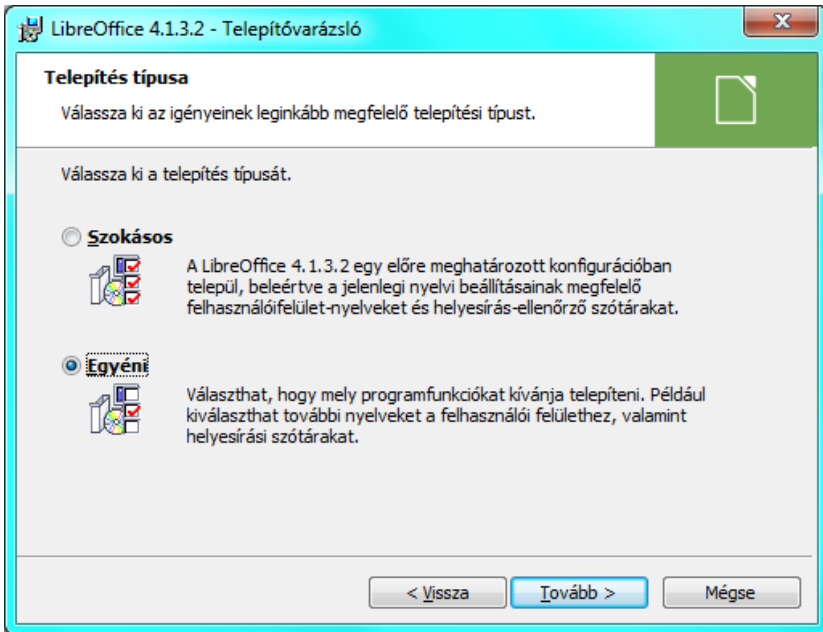 LibreOffice 4.1.3.2 - Telepítővarázsló
Telepítés típusa
Válassza ki az igényeinek leginkább megfelelő telepítési típust.
Válassza ki a telepítés típusát.
Szokásos
A LibreOffice 4.1.3.2 egy előre meghatározott konfigurációban
települ, beleértve a jelenlegi nyelvi beállításainak megfelelő
felhasználóifelület-nyelveket és helyesírás-ellenőrző szótárakat.
Egyéni
Választhat, hogy mely programfunkciókat kívánja telepíteni. Például
kiválaszthat további nyelveket a felhasználói felülethez, valamint
helyesírási szótárakat.
< Vissza Tovább > Mégse